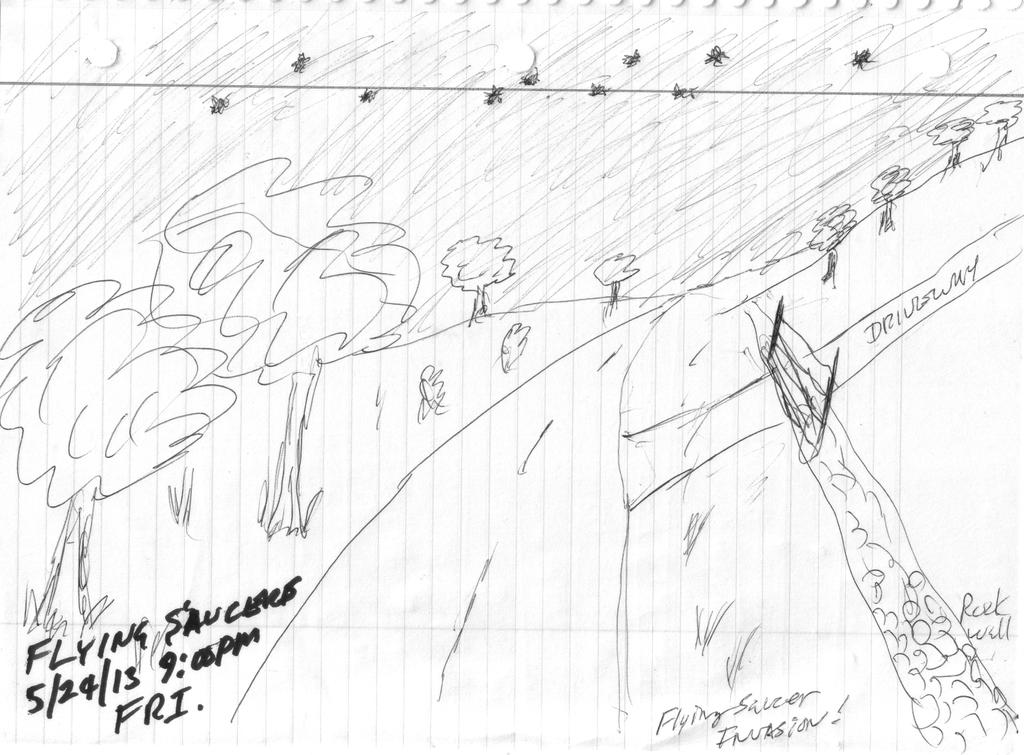 DRIVEWAY
FLYING SAUCERS
5/24/13 9:00PM
FRI.
Rock
Wall
Flying Saucer
INVASION!